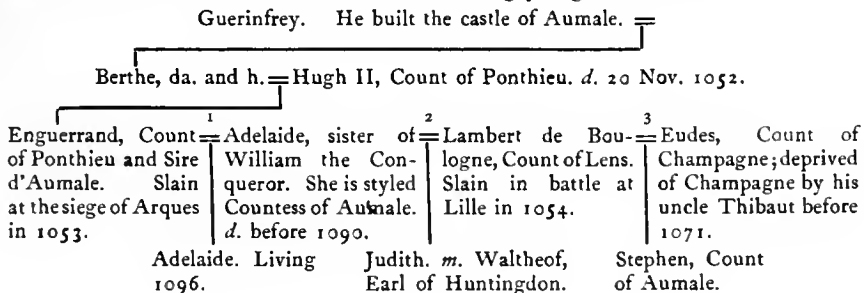 Guerinfrey. He built the castle of Aumale. =
Berthe, da. and h. = Hugh II, Count of Ponthieu. d. 20 Nov. 1052.
1
Enguerrand, Count
of Ponthieu and Sire
d'Aumale. Slain
at the siege of Arques
in 1053.
= Adelaide, sister of
William the Con-
queror. She is styled
Countess of Aumale.
d. before 1090.
2
= Lambert de Bou-
logne, Count of Lens.
Slain in battle at
Lille in 1054.
3
= Eudes, Count of
Champagne; deprived
of Champagne by his
uncle Thibaut before
1071.
Adelaide. Living
1096.
Judith. m. Waltheof,
Earl of Huntingdon.
Stephen, Count
of Aumale.